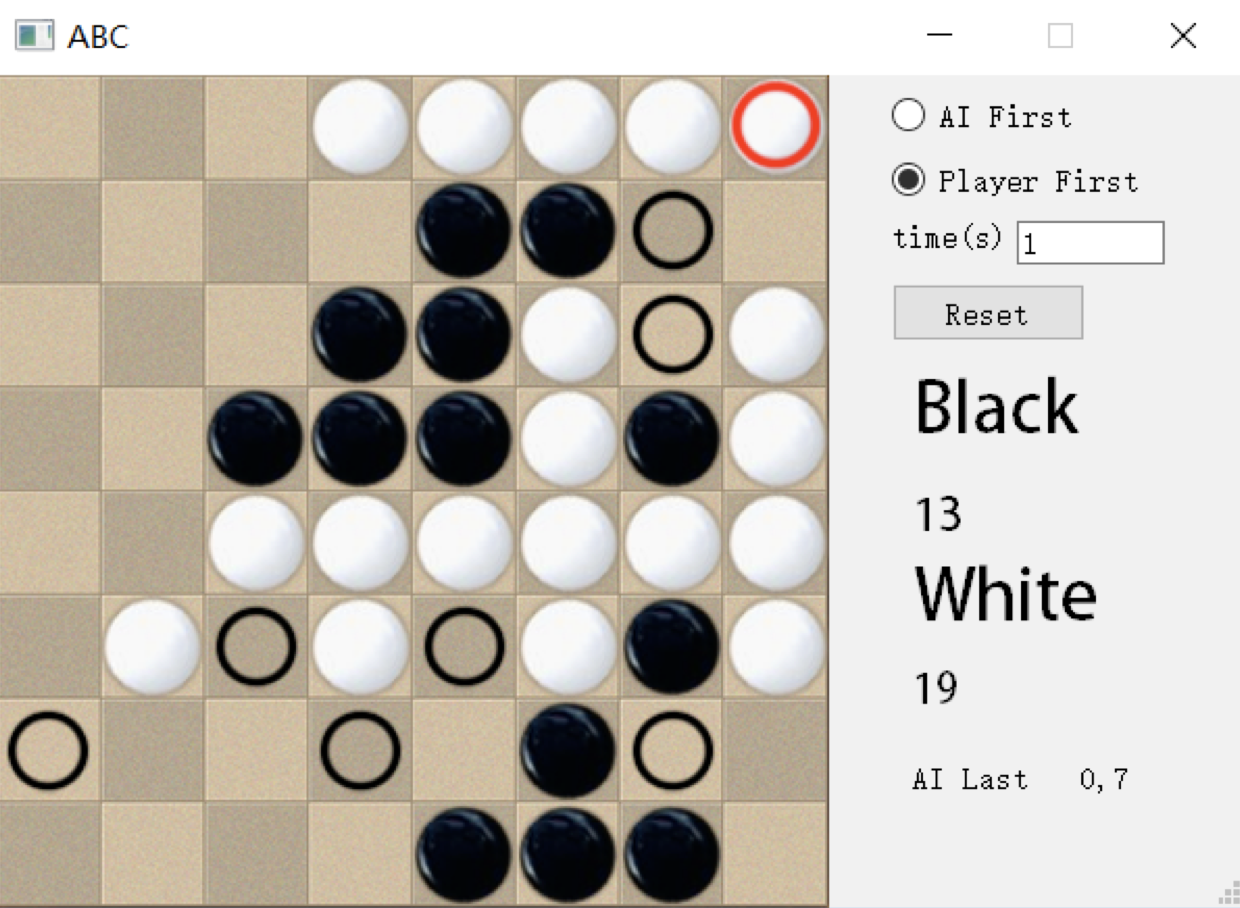 ABC
AI First
Player First
time(s) 1
Reset
Black
13
White
19
AI Last 0,7